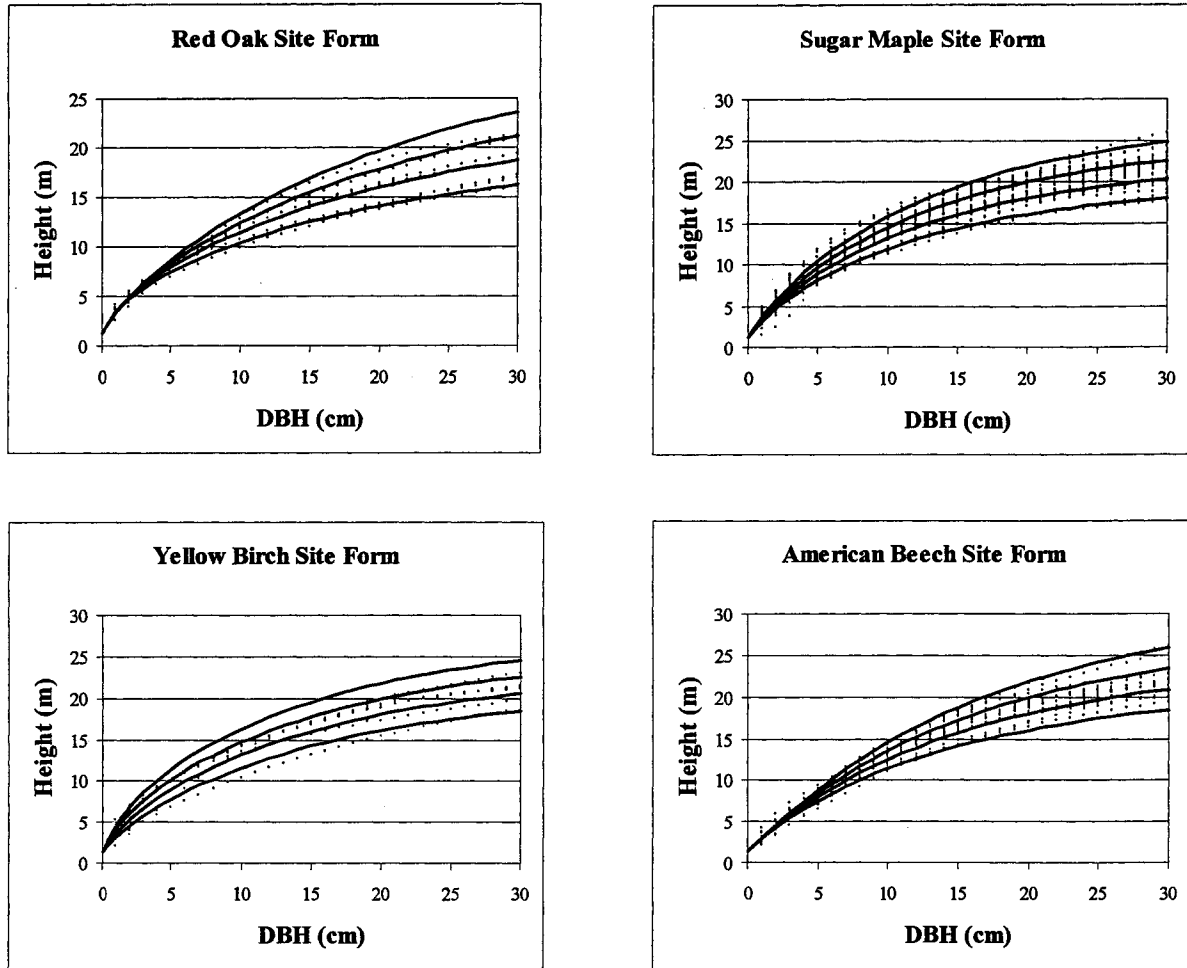 Red Oak Site Form
25
20
15
10
5
0
Height (m)
0 5 10 15 20 25 30
DBH (cm)
Sugar Maple Site Form
30
25
20
15
10
5
0
Height (m)
0 5 10 15 20 25 30
DBH (cm)
Yellow Birch Site Form
30
25
20
15
10
5
0
Height (m)
0 5 10 15 20 25 30
DBH (cm)
American Beech Site Form
30
25
20
15
10
5
0
Height (m)
0 5 10 15 20 25 30
DBH (cm)